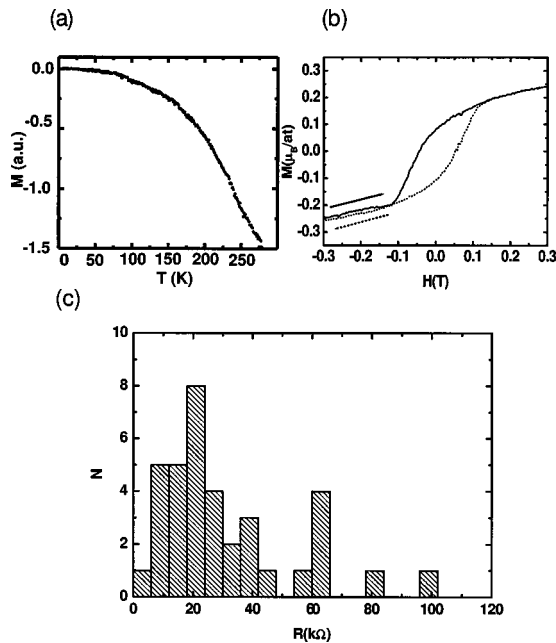 (a)
(b)
0.0
-0.5
-1.0
-1.5
M (a.u.)
0 50 100 150 200 250
T (K)
0.3
0.2
0.1
0.0
-0.1
-0.2
-0.3
M(μB/at)
-0.3 -0.2 -0.1 0.0 0.1 0.2 0.3
H(T)
(c)
10
8
6
4
2
0
N
0 20 40 60 80 100 120
R(kΩ)